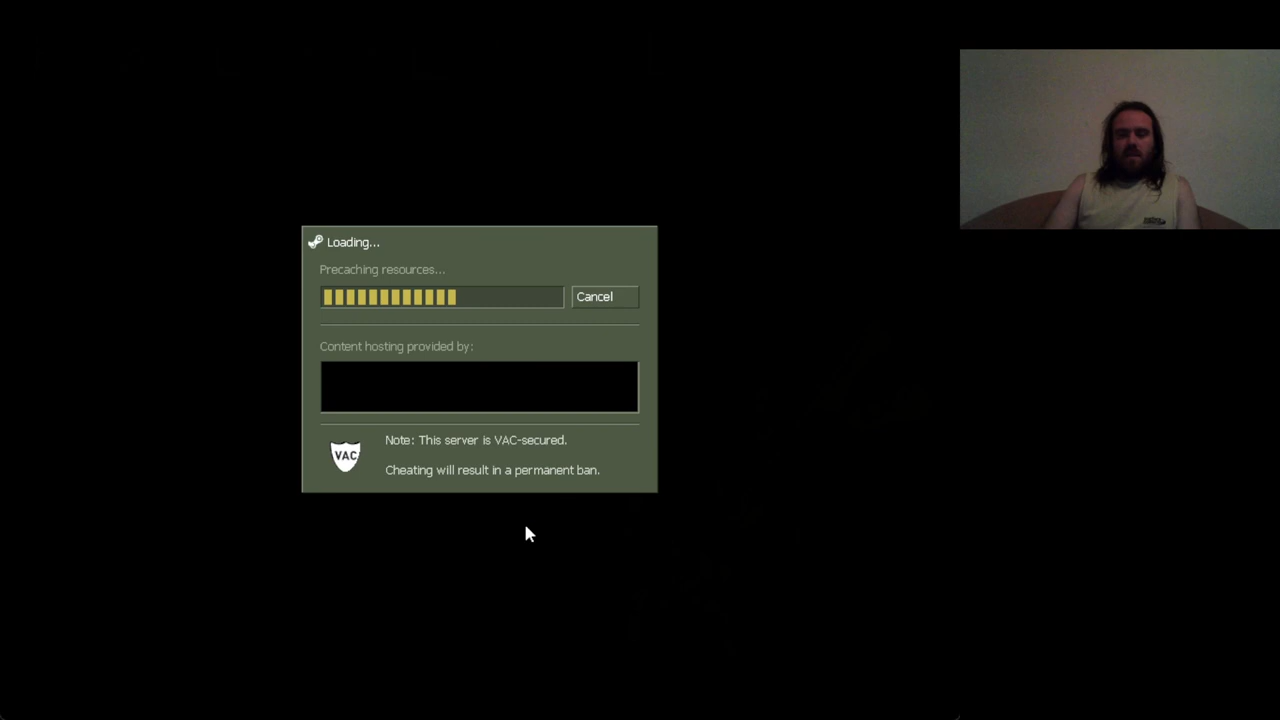 Loading...
Precaching resources...
Cancel
Content hosting provided by:
Note: This server is VAC-secured.
VAC
Cheating will result in a permanent ban.